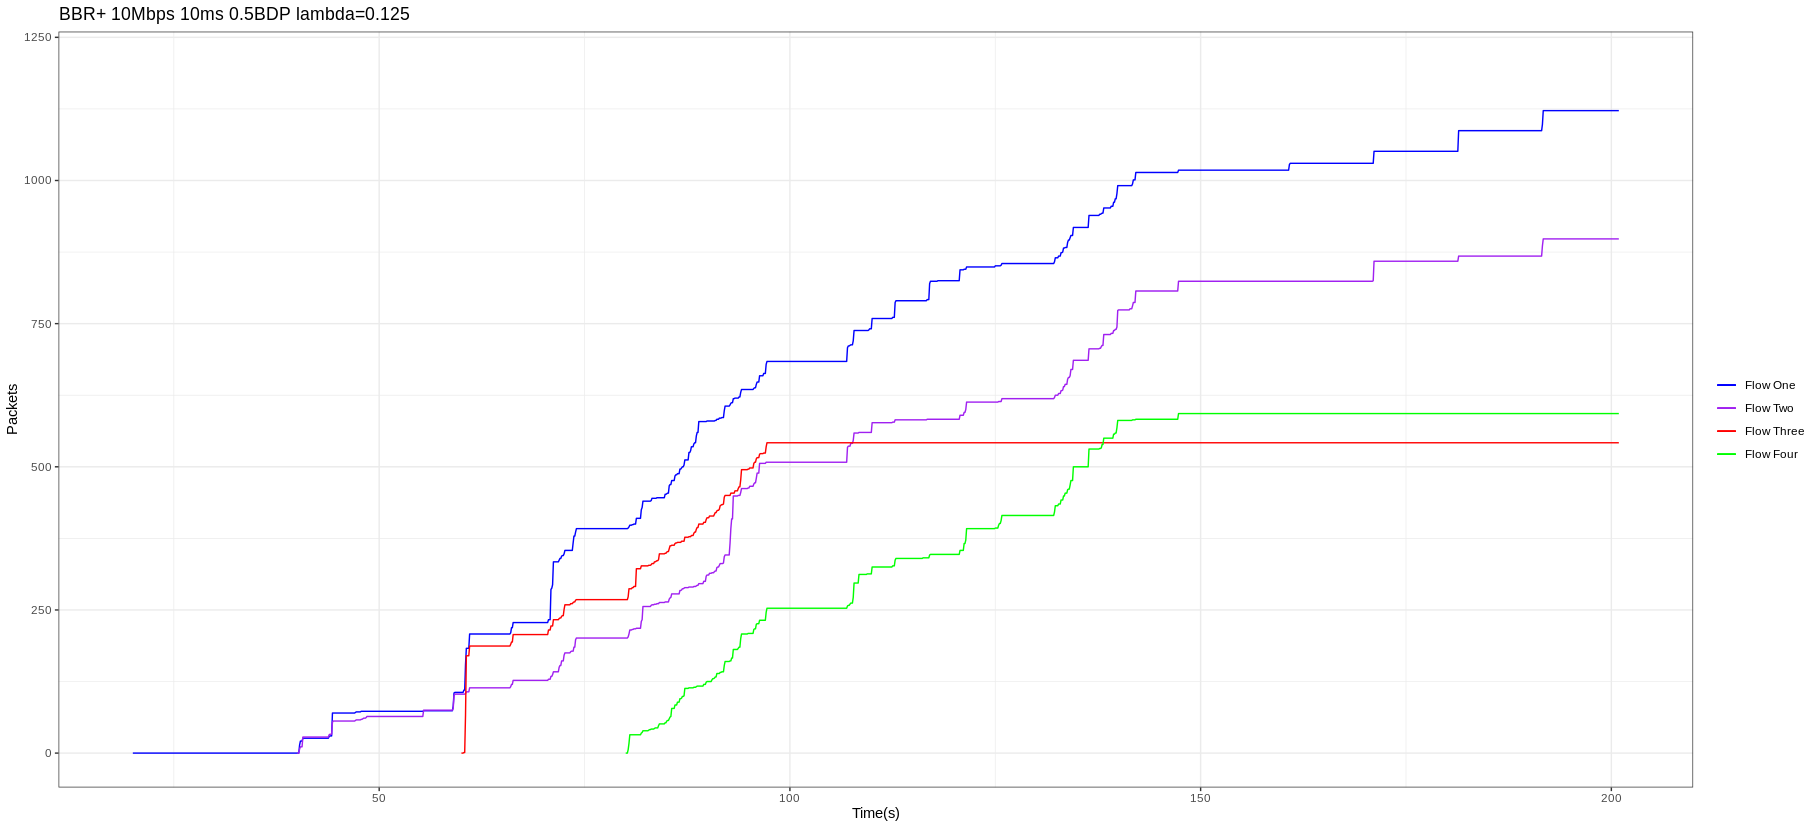 BBR+ 10Mbps 10ms 0.5BDP lambda=0.125
1250
1000
750
500
250
0
Packets
50
100
150
200
Time(s)
Flow One
Flow Two
Flow Three
Flow Four